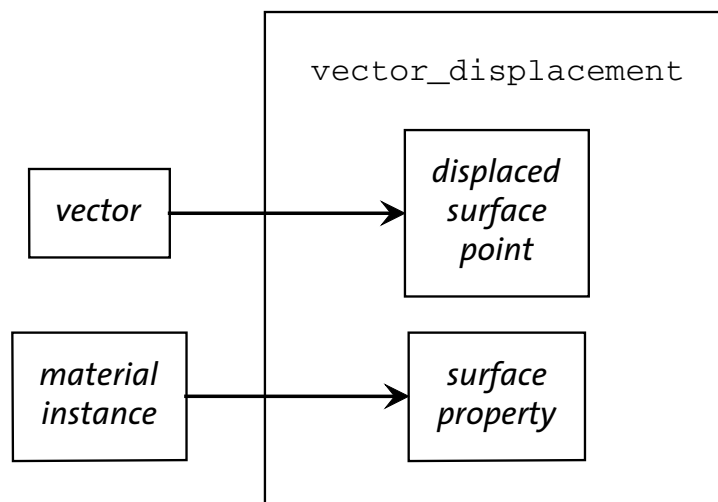 vector_displacement
vector
displaced
surface
point
material
instance
surface
property